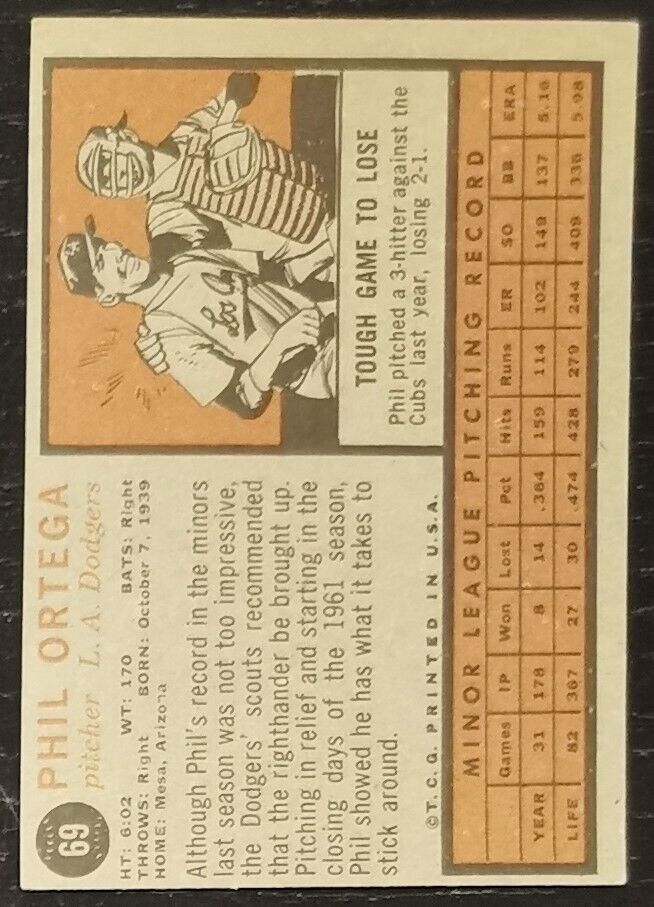 69
PHIL ORTEGA
pitcher L. A. Dodgers
HT: 6:02 WT: 170 BATS: Right
THROWS: Right BORN: October 7, 1939
HOME: Mesa, Arizona
Although Phil's record in the minors
last season was not too impressive,
the Dodgers' scouts recommended
that the righthander be brought up.
Pitching in relief and starting in the
closing days of the 1961 season,
Phil showed he has what it takes to
stick around.
©T. C. G. PRINTED IN U.S.A.
TOUGH GAME TO LOSE
Phil pitched a 3-hitter against the
Cubs last year, losing 2-1.
MINOR LEAGUE PITCHING RECORD
Games IP Won Lost Pct Hits Runs ER SO BB ERA
YEAR 31 178 8 14 .364 159 114 102 149 137 5.16
LIFE 82 367 27 30 .474 428 279 244 409 336 5.98